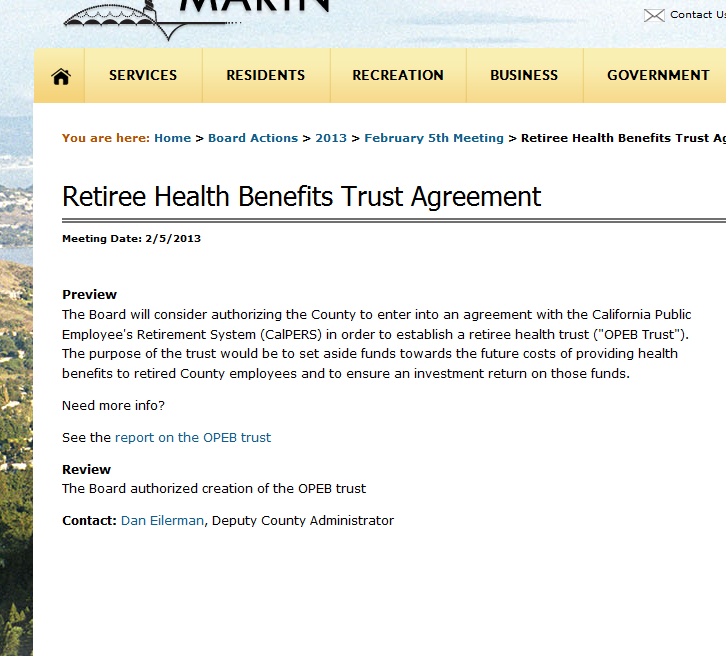 MARIN
Contact Us
SERVICES RESIDENTS RECREATION BUSINESS GOVERNMENT
You are here: Home > Board Actions > 2013 > February 5th Meeting > Retiree Health Benefits Trust Ag
Retiree Health Benefits Trust Agreement
Meeting Date: 2/5/2013
Preview
The Board will consider authorizing the County to enter into an agreement with the California Public
Employee's Retirement System (CalPERS) in order to establish a retiree health trust ("OPEB Trust").
The purpose of the trust would be to set aside funds towards the future costs of providing health
benefits to retired County employees and to ensure an investment return on those funds.
Need more info?
See the report on the OPEB trust
Review
The Board authorized creation of the OPEB trust
Contact: Dan Eilerman, Deputy County Administrator